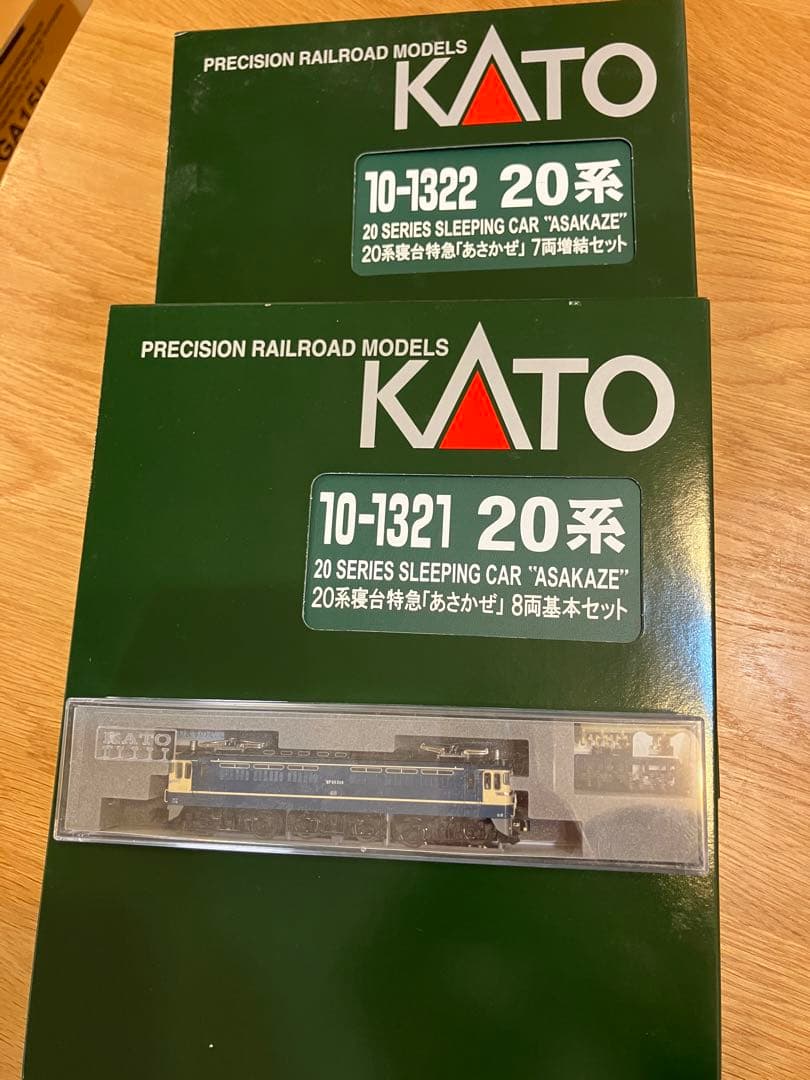 PRECISION RAILROAD MODELS
KATO
10-1322 20系
20 SERIES SLEEPING CAR "ASAKAZE"
20系寝台特急「あさかぜ」7両増結セット
PRECISION RAILROAD MODELS
KATO
10-1321 20系
20 SERIES SLEEPING CAR "ASAKAZE"
20系寝台特急「あさかぜ」8両基本セット
KATO